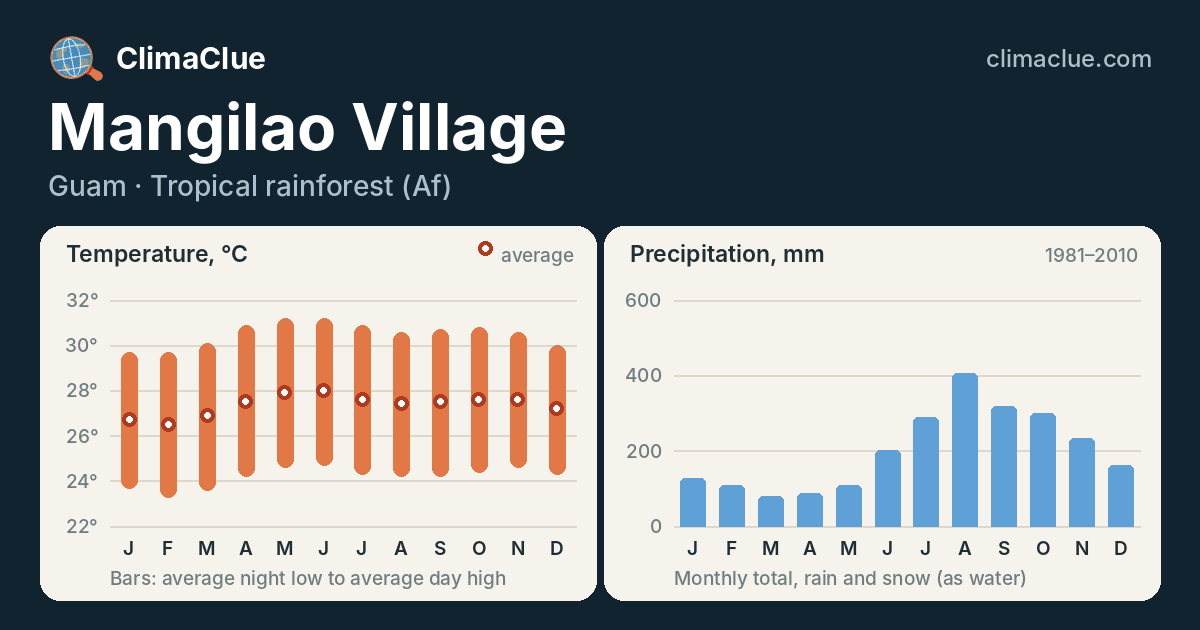 ClimaClue
climaclue.com
Mangilao Village
Guam · Tropical rainforest (Af)
Temperature, °C
average
32°
30°
28°
26°
24°
22°
J F M A M J J A S O N D
Bars: average night low to average day high
Precipitation, mm
1981–2010
600
400
200
0
J F M A M J J A S O N D
Monthly total, rain and snow (as water)